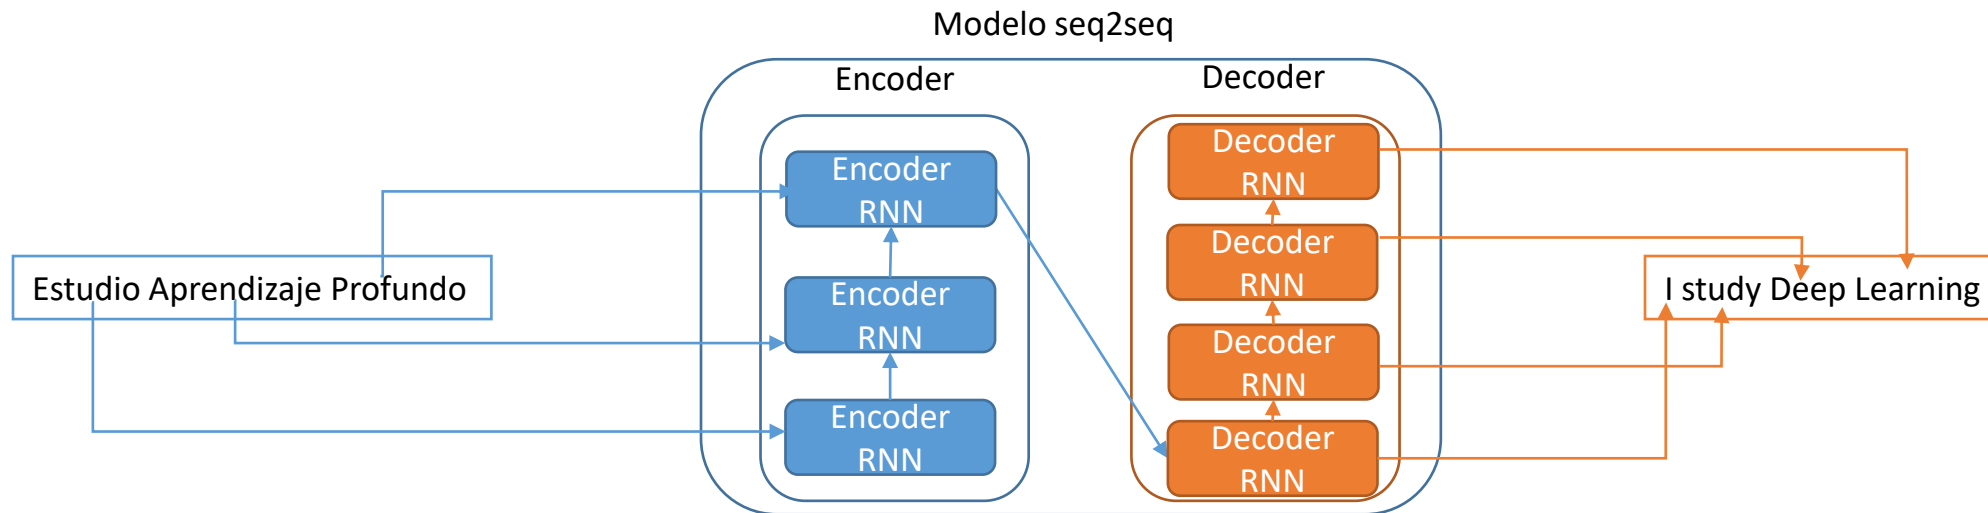 Modelo seq2seq
Encoder
Decoder
Encoder
RNN
Encoder
RNN
Encoder
RNN
Decoder
RNN
Decoder
RNN
Decoder
RNN
Decoder
RNN
Estudio Aprendizaje Profundo
I study Deep Learning